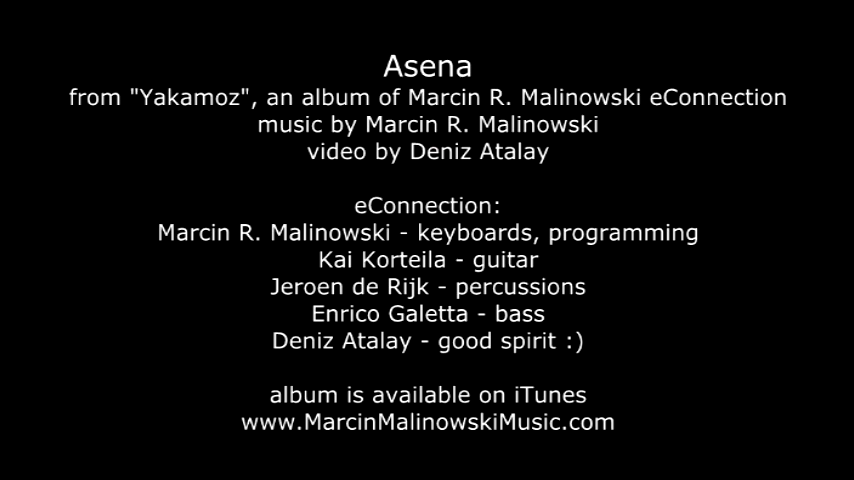 Asena
from "Yakamoz", an album of Marcin R. Malinowski eConnection
music by Marcin R. Malinowski
video by Deniz Atalay
eConnection:
Marcin R. Malinowski - keyboards, programming
Kai Korteila - guitar
Jeroen de Rijk - percussions
Enrico Galetta - bass
Deniz Atalay - good spirit :)
album is available on iTunes
www.MarcinMalinowskiMusic.com